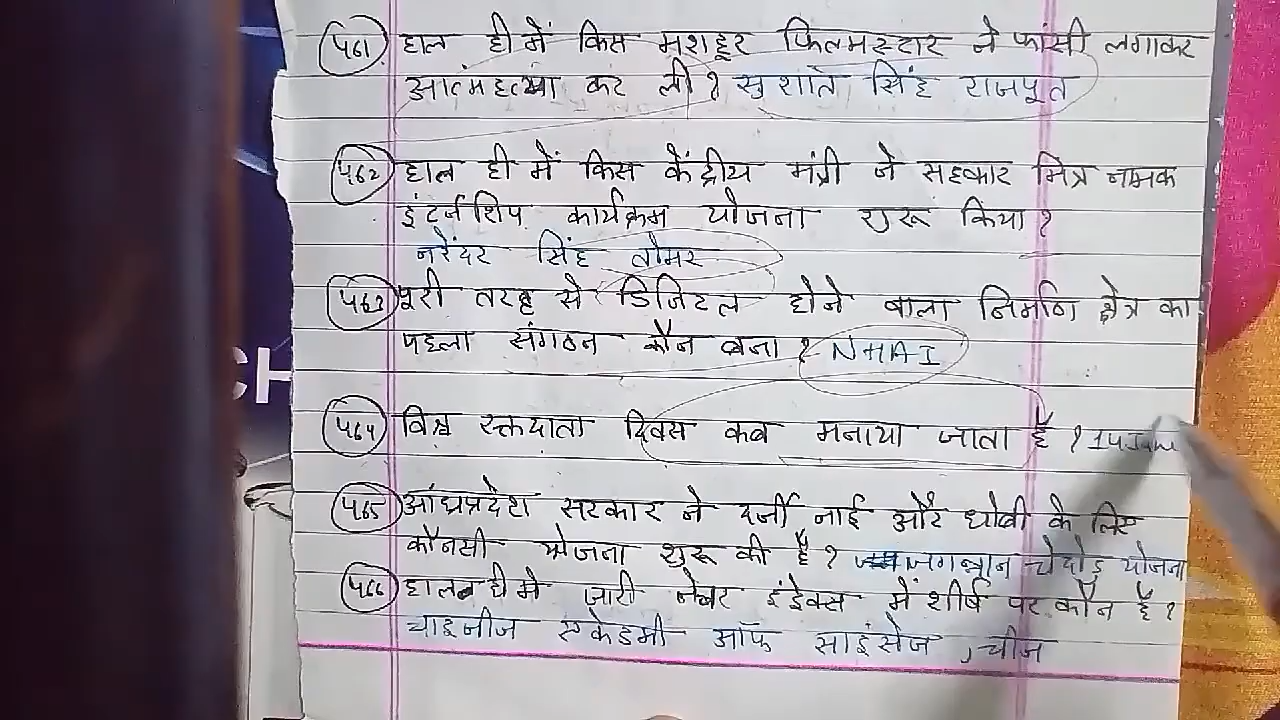 561 हाल ही में किस मशहूर फिल्मस्टार ने फांसी लगाकर
आत्महत्या कर ली? सुशांत सिंह राजपूत
562 हाल ही में किस केंद्रीय मंत्री ने सहकार मित्र नामक
इंटर्नशिप कार्यक्रम योजना शुरू किया?
नरेंदर सिंह तोमर
563 पूरी तरह से डिजिटल होने वाला निर्माण क्षेत्र का
पहला संगठन कौन बना? NHAI
CH
564 विश्व रक्तदाता दिवस कब मनाया जाता है? 14
565 आंध्रप्रदेश सरकार ने दर्जी नाई और धोबी के लिए
कौनसी योजना शुरू की है? जगन्नान चेदोडु योजना
566 हाल ही मे जारी नेचर इंडेक्स में शीर्ष पर कौन है?
चाइनीज एकेडमी ऑफ साइंसेज, चीन